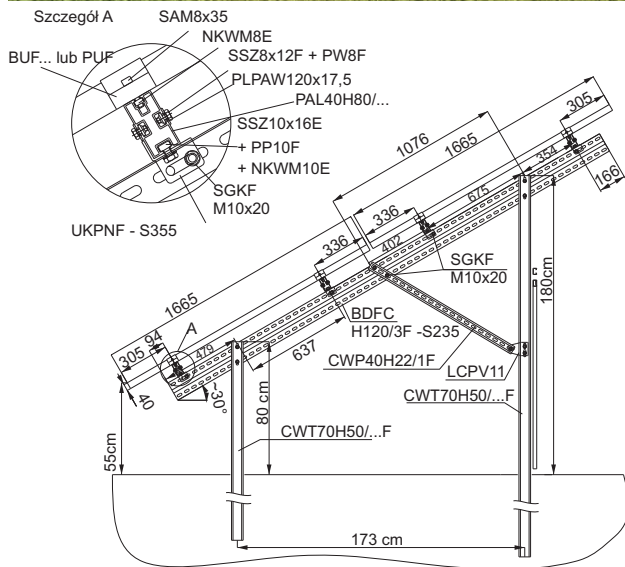 Szczegół A
SAM8x35
NKWM8E
BUF... lub PUF
SSZ8x12F + PW8F
PLPAW120x17,5
PAL40H80/...
SSZ10x16E
+ PP10F
+ NKWM10E
SGKF
M10x20
UKPNF - S355
305
1076
1665
354
166
675
336
336
402
SGKF
M10x20
180cm
1665
A
BDFC
H120/3F -S235
94
305
479
637
CWP40H22/1F
LCPV11
40
~30°
80 cm
CWT70H50/...F
55cm
CWT70H50/...F
173 cm